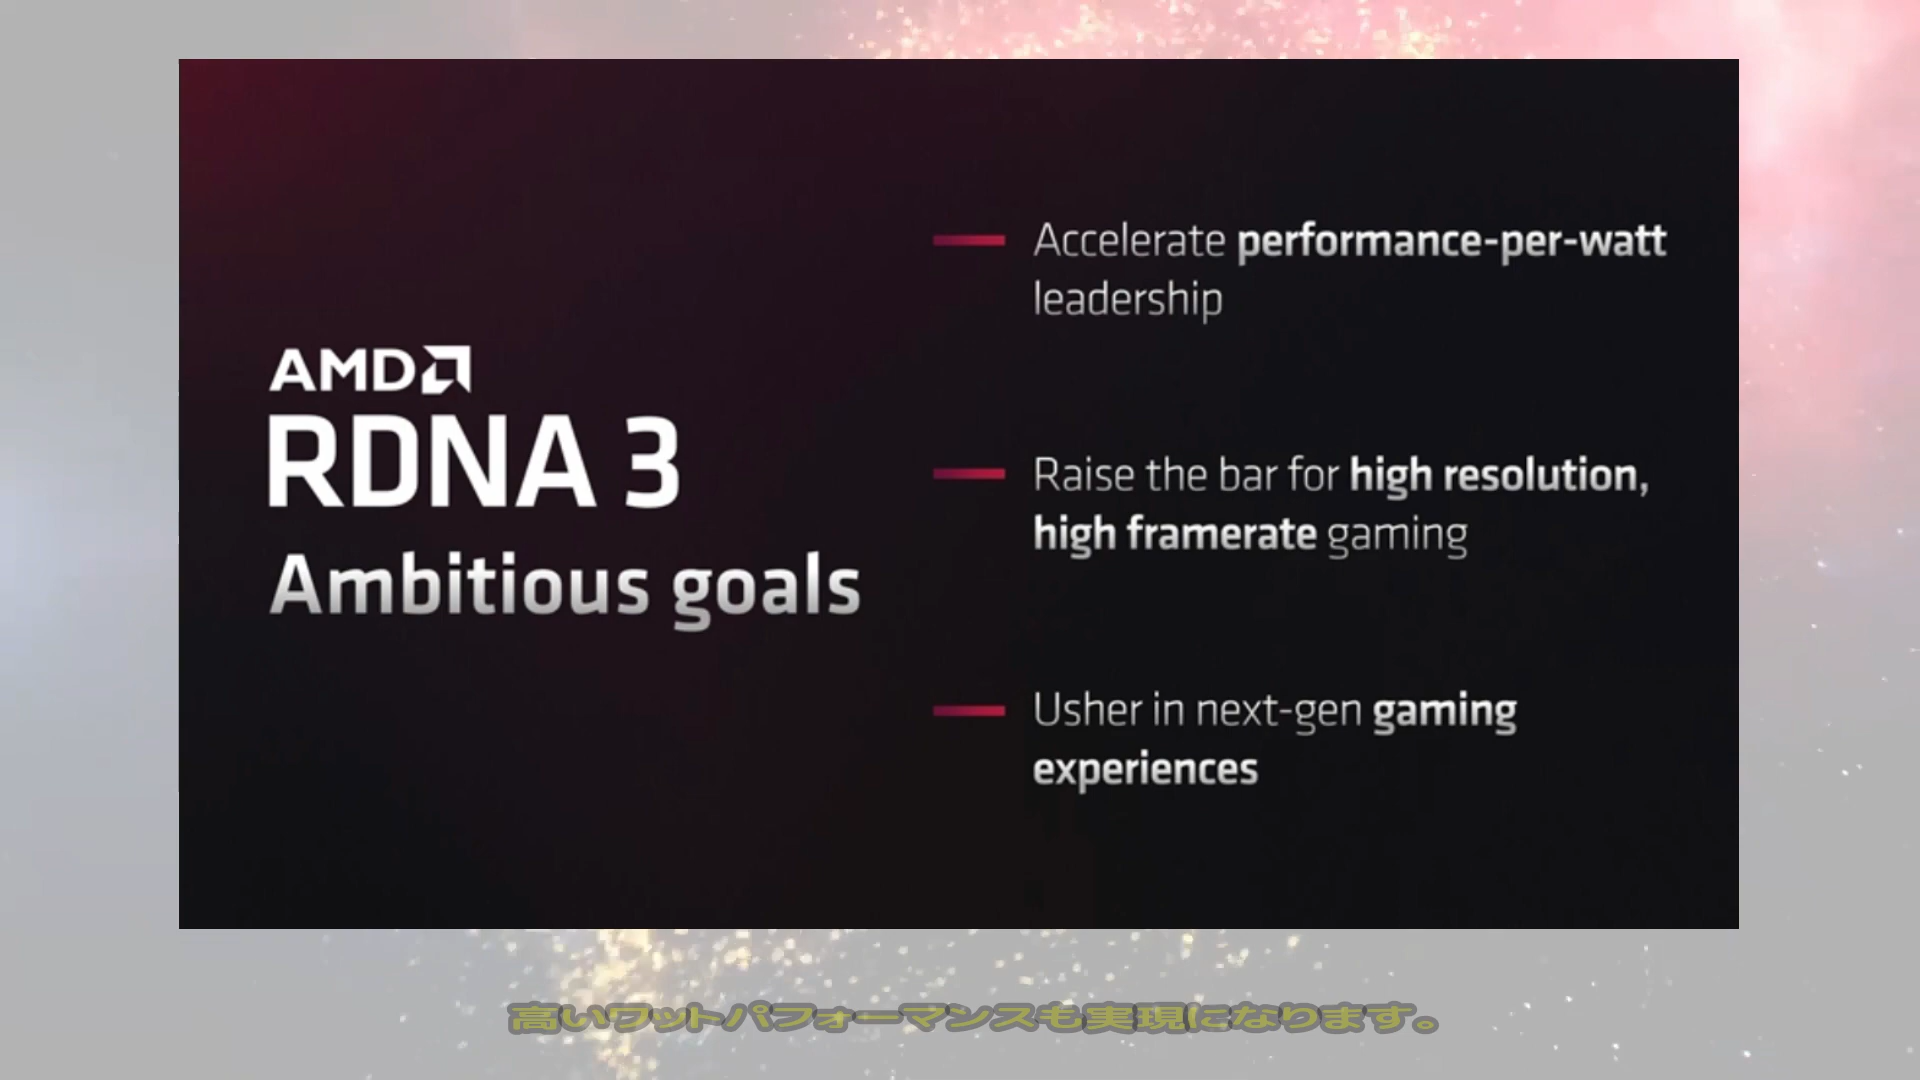 AMD
RDNA 3
Ambitious goals
Accelerate performance-per-watt
leadership
Raise the bar for high resolution,
high framerate gaming
Usher in next-gen gaming
experiences
高いワットパフォーマンスも実現になります。